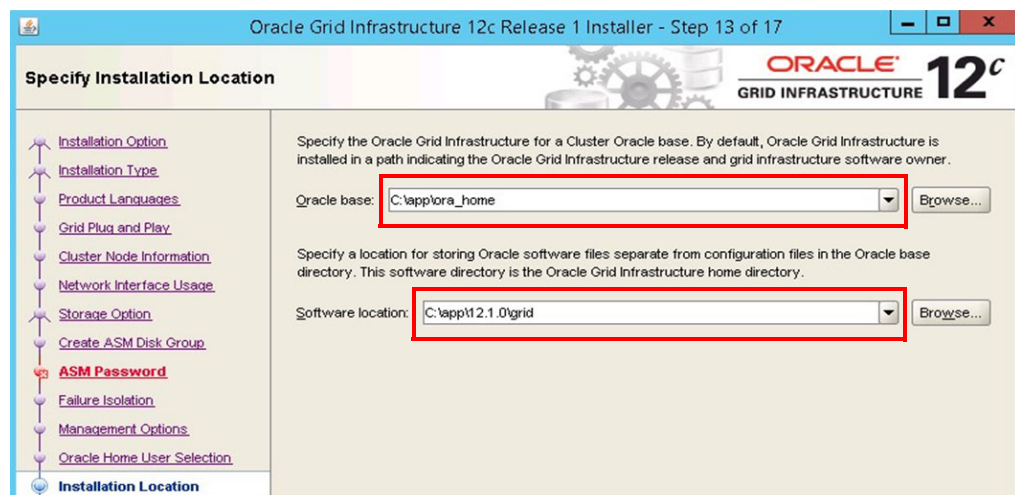 Oracle Grid Infrastructure 12c Release 1 Installer - Step 13 of 17
Specify Installation Location
ORACLE
GRID INFRASTRUCTURE
12c
Installation Option
Installation Type
Product Languages
Grid Plug and Play
Cluster Node Information
Network Interface Usage
Storage Option
Create ASM Disk Group
ASM Password
Failure Isolation
Management Options
Oracle Home User Selection
Installation Location
Specify the Oracle Grid Infrastructure for a Cluster Oracle base. By default, Oracle Grid Infrastructure is
installed in a path indicating the Oracle Grid Infrastructure release and grid infrastructure software owner.
Oracle base: C:\app\ora_home Browse...
Specify a location for storing Oracle software files separate from configuration files in the Oracle base
directory. This software directory is the Oracle Grid Infrastructure home directory.
Software location: C:\app\12.1.0\grid Browse...